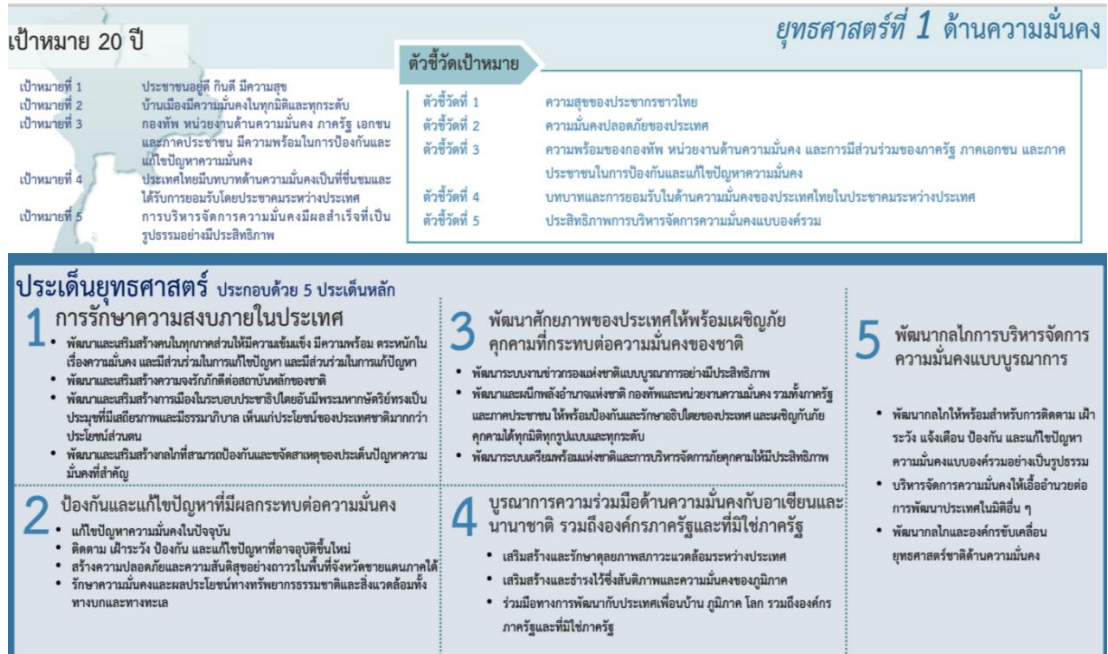 ยุทธศาสตร์ที่ 1 ด้านความมั่นคง
เป้าหมาย 20 ปี
เป้าหมายที่ 1 ประชาชนอยู่ดี กินดี มีความสุข
เป้าหมายที่ 2 บ้านเมืองมีความมั่นคงในทุกมิติและทุกระดับ
เป้าหมายที่ 3 กองทัพ หน่วยงานด้านความมั่นคง ภาครัฐ เอกชน
และภาคประชาชน มีความพร้อมในการป้องกันและ
แก้ไขปัญหาความมั่นคง
เป้าหมายที่ 4 ประเทศไทยมีบทบาทด้านความมั่นคงเป็นที่ชื่นชมและ
ได้รับการยอมรับโดยประชาคมระหว่างประเทศ
เป้าหมายที่ 5 การบริหารจัดการความมั่นคงมีผลสำเร็จที่เป็น
รูปธรรมอย่างมีประสิทธิภาพ
ตัวชี้วัดเป้าหมาย
ตัวชี้วัดที่ 1 ความสุขของประชากรชาวไทย
ตัวชี้วัดที่ 2 ความมั่นคงปลอดภัยของประเทศ
ตัวชี้วัดที่ 3 ความพร้อมของกองทัพ หน่วยงานด้านความมั่นคง และการมีส่วนร่วมของภาครัฐ ภาคเอกชน และภาค
ประชาชนในการป้องกันและแก้ไขปัญหาความมั่นคง
ตัวชี้วัดที่ 4 บทบาทและการยอมรับในด้านความมั่นคงของประเทศไทยในประชาคมระหว่างประเทศ
ตัวชี้วัดที่ 5 ประสิทธิภาพการบริหารจัดการความมั่นคงแบบองค์รวม
ประเด็นยุทธศาสตร์ ประกอบด้วย 5 ประเด็นหลัก
1 การรักษาความสงบภายในประเทศ
• พัฒนาและเสริมสร้างคนในทุกภาคส่วนให้มีความเข้มแข็ง มีความพร้อม ตระหนักใน
เรื่องความมั่นคง และมีส่วนร่วมในการแก้ไขปัญหา และมีส่วนร่วมในการแก้ปัญหา
• พัฒนาและเสริมสร้างความจงรักภักดีต่อสถาบันหลักของชาติ
• พัฒนาและเสริมสร้างการเมืองในระบอบประชาธิปไตยอันมีพระมหากษัตริย์ทรงเป็น
ประมุขที่มีเสถียรภาพและมีธรรมาภิบาล เห็นแก่ประโยชน์ของประเทศชาติมากกว่า
ประโยชน์ส่วนตน
• พัฒนาและเสริมสร้างกลไกที่สามารถป้องกันและขจัดสาเหตุของประเด็นปัญหาความ
มั่นคงที่สำคัญ
2 ป้องกันและแก้ไขปัญหาที่มีผลกระทบต่อความมั่นคง
• แก้ไขปัญหาความมั่นคงในปัจจุบัน
• ติดตาม เฝ้าระวัง ป้องกัน และแก้ไขปัญหาที่อาจอุบัติขึ้นใหม่
• สร้างความปลอดภัยและความสันติสุขอย่างถาวรในพื้นที่จังหวัดชายแดนภาคใต้
• รักษาความมั่นคงและผลประโยชน์ทางทรัพยากรธรรมชาติและสิ่งแวดล้อมทั้ง
ทางบกและทางทะเล
3 พัฒนาศักยภาพของประเทศให้พร้อมเผชิญภัย
คุกคามที่กระทบต่อความมั่นคงของชาติ
• พัฒนาระบบงานข่าวกรองแห่งชาติแบบบูรณาการอย่างมีประสิทธิภาพ
• พัฒนาและผนึกพลังอำนาจแห่งชาติ กองทัพและหน่วยงานความมั่นคง รวมทั้งภาครัฐ
และภาคประชาชน ให้พร้อมป้องกันและรักษาอธิปไตยของประเทศ และเผชิญกับภัย
คุกคามได้ทุกมิติทุกรูปแบบและทุกระดับ
• พัฒนาระบบเตรียมพร้อมแห่งชาติและการบริหารจัดการภัยคุกคามให้มีประสิทธิภาพ
4 บูรณาการความร่วมมือด้านความมั่นคงกับอาเซียนและ
นานาชาติ รวมถึงองค์กรภาครัฐและที่มิใช่ภาครัฐ
• เสริมสร้างและรักษาดุลยภาพสภาวะแวดล้อมระหว่างประเทศ
• เสริมสร้างและธำรงไว้ซึ่งสันติภาพและความมั่นคงของภูมิภาค
• ร่วมมือทางการพัฒนากับประเทศเพื่อนบ้าน ภูมิภาค โลก รวมถึงองค์กร
ภาครัฐและที่มิใช่ภาครัฐ
5 พัฒนากลไกการบริหารจัดการ
ความมั่นคงแบบบูรณาการ
• พัฒนากลไกให้พร้อมสำหรับการติดตาม เฝ้า
ระวัง แจ้งเตือน ป้องกัน และแก้ไขปัญหา
ความมั่นคงแบบองค์รวมอย่างเป็นรูปธรรม
• บริหารจัดการความมั่นคงให้เอื้ออำนวยต่อ
การพัฒนาประเทศในมิติอื่น ๆ
• พัฒนากลไกและองค์กรขับเคลื่อน
ยุทธศาสตร์ชาติด้านความมั่นคง